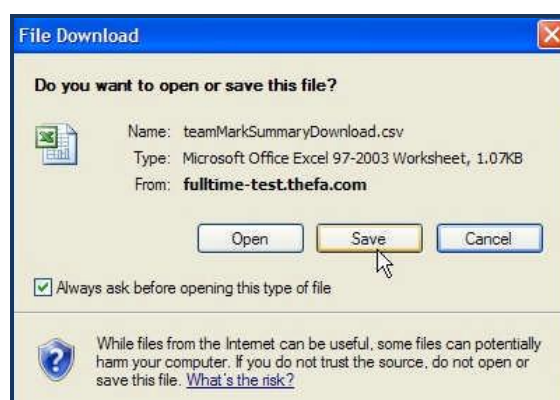 File Download
Do you want to open or save this file?
Name: teamMarkSummaryDownload.csv
Type: Microsoft Office Excel 97-2003 Worksheet, 1.07KB
From: fulltime-test.thefa.com
Open Save Cancel
Always ask before opening this type of file
While files from the Internet can be useful, some files can potentially
harm your computer. If you do not trust the source, do not open or
save this file. What's the risk?